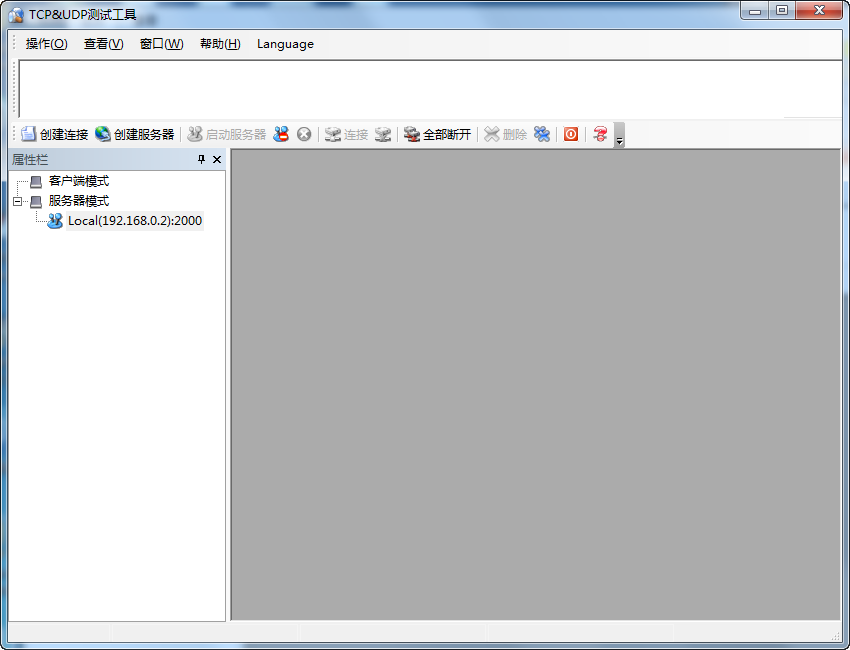 TCP&UDP测试工具
操作(O) 查看(V) 窗口(W) 帮助(H) Language
创建连接 创建服务器 启动服务器 连接 全部断开 删除
属性栏
客户端模式
服务器模式
Local(192.168.0.2):2000